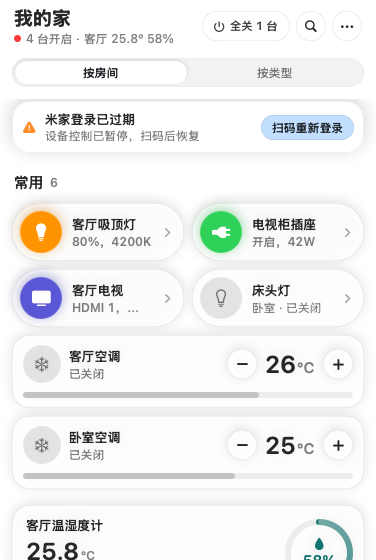 我的家
4 台开启 · 客厅 25.8° 58%
全关 1 台
按房间
按类型
米家登录已过期
设备控制已暂停，扫码后恢复
扫码重新登录
常用 6
客厅吸顶灯
80%，4200K
电视柜插座
开启，42W
客厅电视
HDMI 1，...
床头灯
卧室 · 已关闭
客厅空调
已关闭
26°C
卧室空调
已关闭
25°C
客厅温湿度计
25.8°C
58%